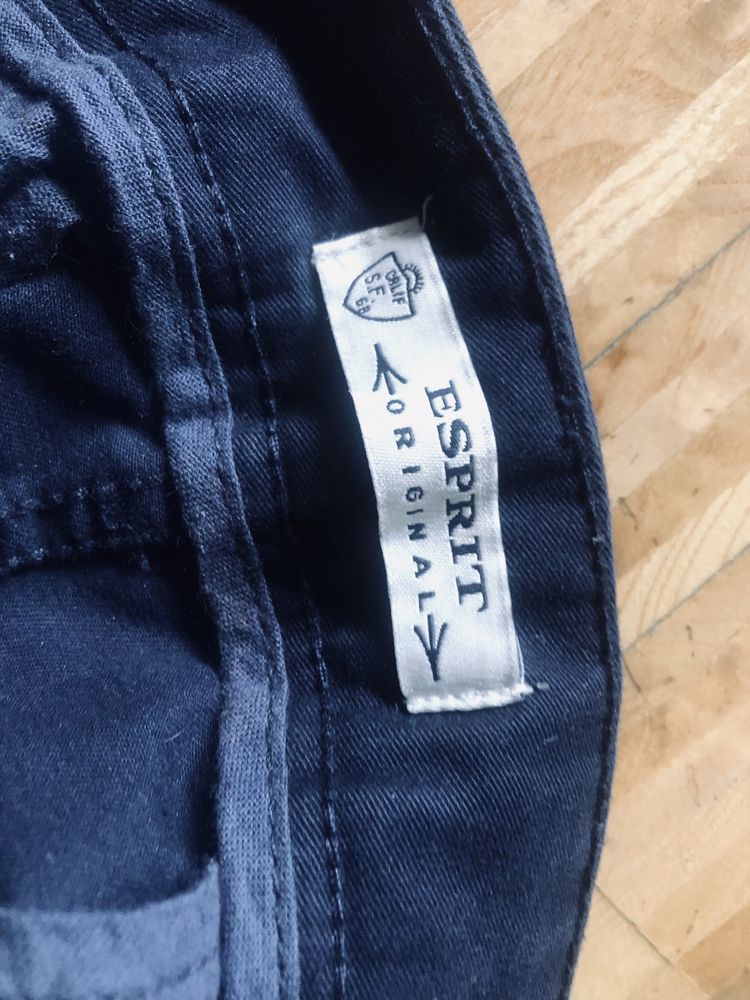 CALIF
S.F.
68
ESPRIT
ORIGINAL